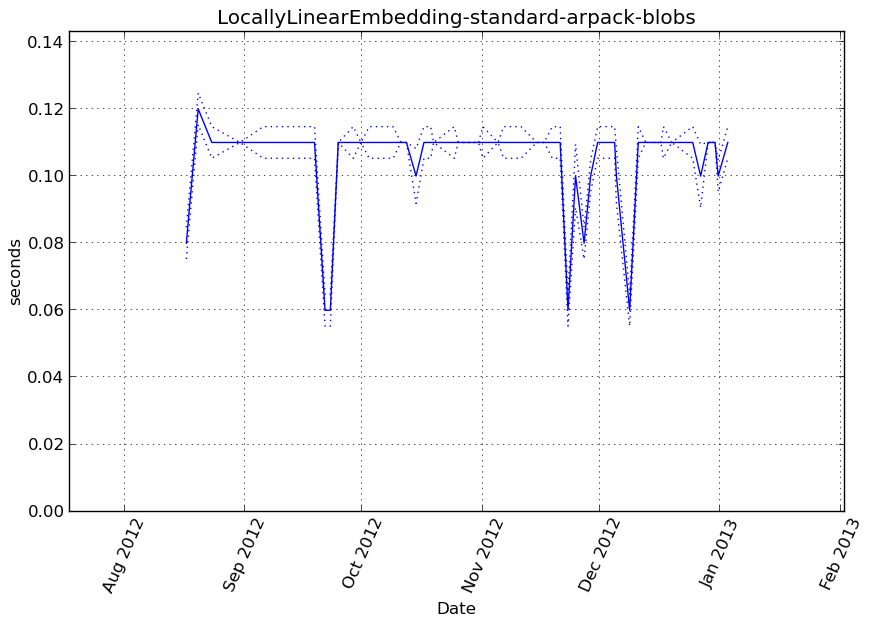 LocallyLinearEmbedding-standard-arpack-blobs
0.14
0.12
0.10
0.08
0.06
0.04
0.02
0.00
seconds
Aug 2012
Sep 2012
Oct 2012
Nov 2012
Dec 2012
Jan 2013
Feb 2013
Date